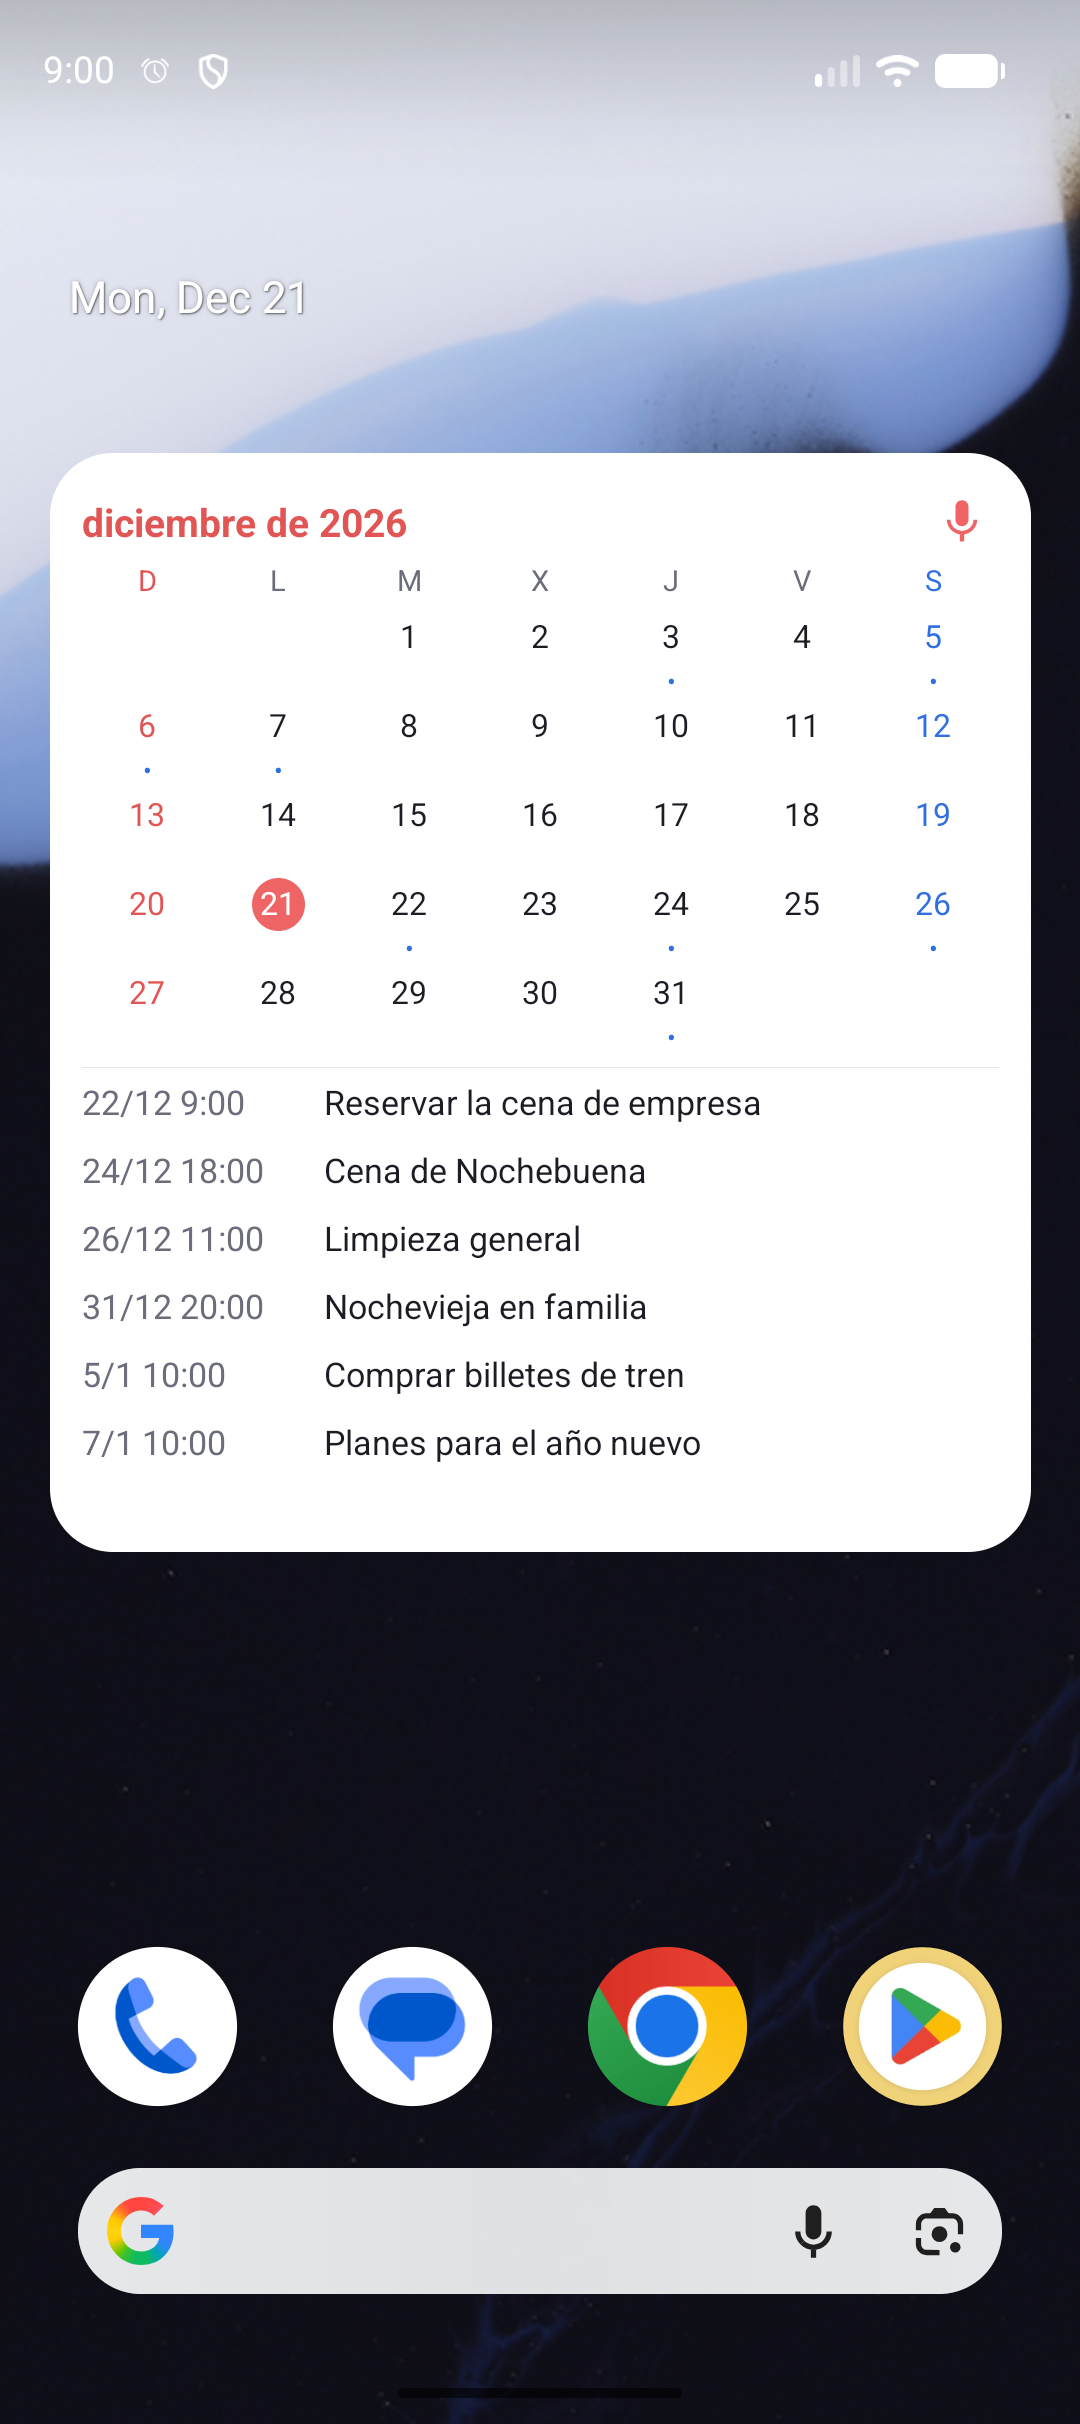 9:00
Mon, Dec 21
diciembre de 2026
D L M X J V S
1 2 3 4 5
6 7 8 9 10 11 12
13 14 15 16 17 18 19
20 21 22 23 24 25 26
27 28 29 30 31
22/12 9:00 Reservar la cena de empresa
24/12 18:00 Cena de Nochebuena
26/12 11:00 Limpieza general
31/12 20:00 Nochevieja en familia
5/1 10:00 Comprar billetes de tren
7/1 10:00 Planes para el año nuevo